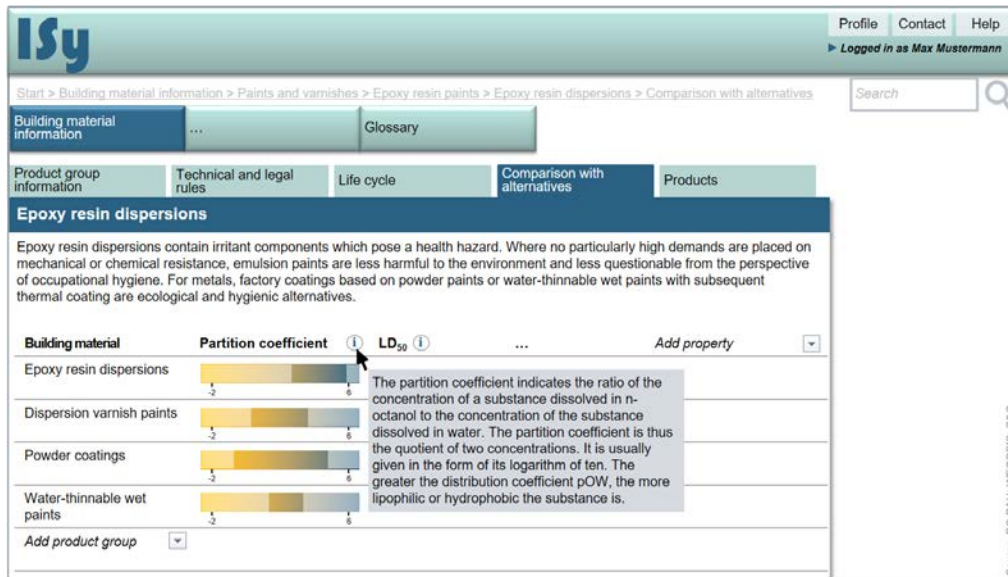 ISy
Profile Contact Help
Logged in as Max Mustermann
Start > Building material information > Paints and varnishes > Epoxy resin paints > Epoxy resin dispersions > Comparison with alternatives
Search
Building material
information
...
Glossary
Product group
information
Technical and legal
rules
Life cycle
Comparison with
alternatives
Products
Epoxy resin dispersions
Epoxy resin dispersions contain irritant components which pose a health hazard. Where no particularly high demands are placed on
mechanical or chemical resistance, emulsion paints are less harmful to the environment and less questionable from the perspective
of occupational hygiene. For metals, factory coatings based on powder paints or water-thinnable wet paints with subsequent
thermal coating are ecological and hygienic alternatives.
Building material Partition coefficient i LD50 i ... Add property
Epoxy resin dispersions
-2 6
Dispersion varnish paints
-2 6
Powder coatings
-2 6
Water-thinnable wet
paints
-2 6
Add product group
The partition coefficient indicates the ratio of the
concentration of a substance dissolved in n-
octanol to the concentration of the substance
dissolved in water. The partition coefficient is thus
the quotient of two concentrations. It is usually
given in the form of its logarithm of ten. The
greater the distribution coefficient pOW, the more
lipophilic or hydrophobic the substance is.